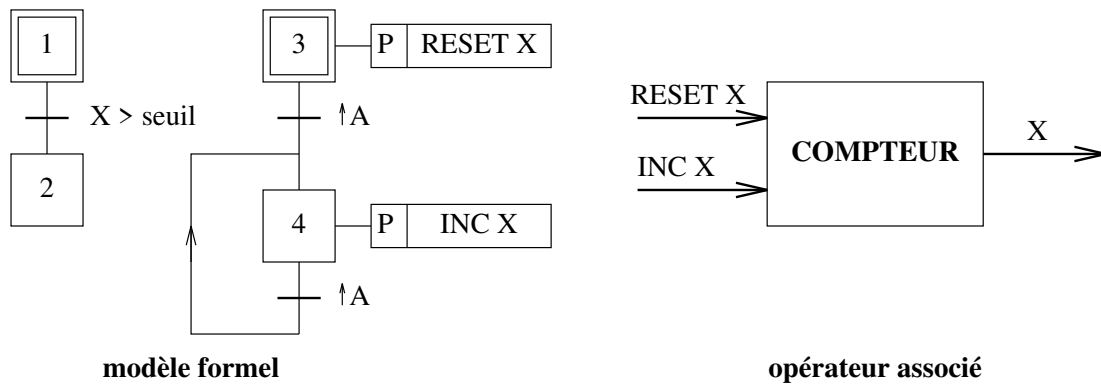 1
X > seuil
2
3
P RESET X
↑A
4
P INC X
↑A
modèle formel
RESET X
INC X
COMPTEUR
X
opérateur associé